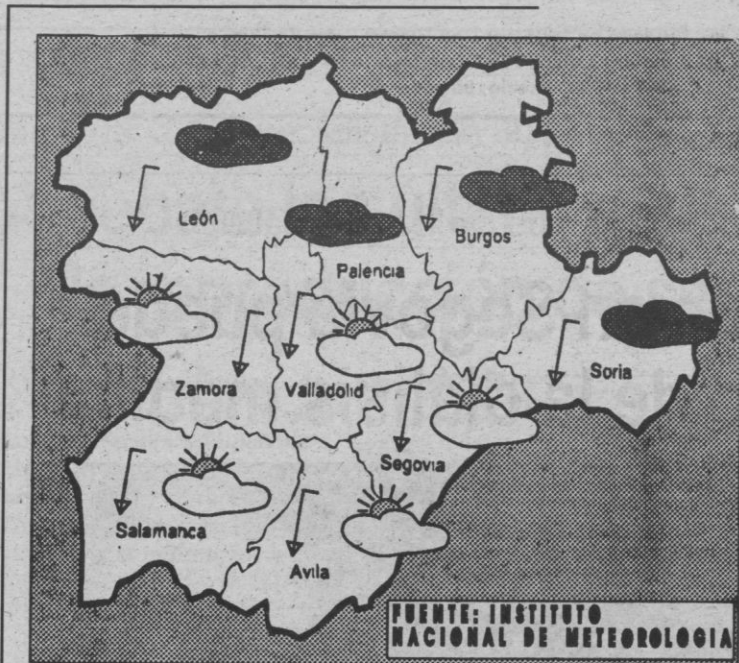 León
Burgos
Palencia
Soria
Zamora
Valladolid
Segovia
Salamanca
Avila
FUENTE: INSTITUTO
NACIONAL DE METEOROLOGIA